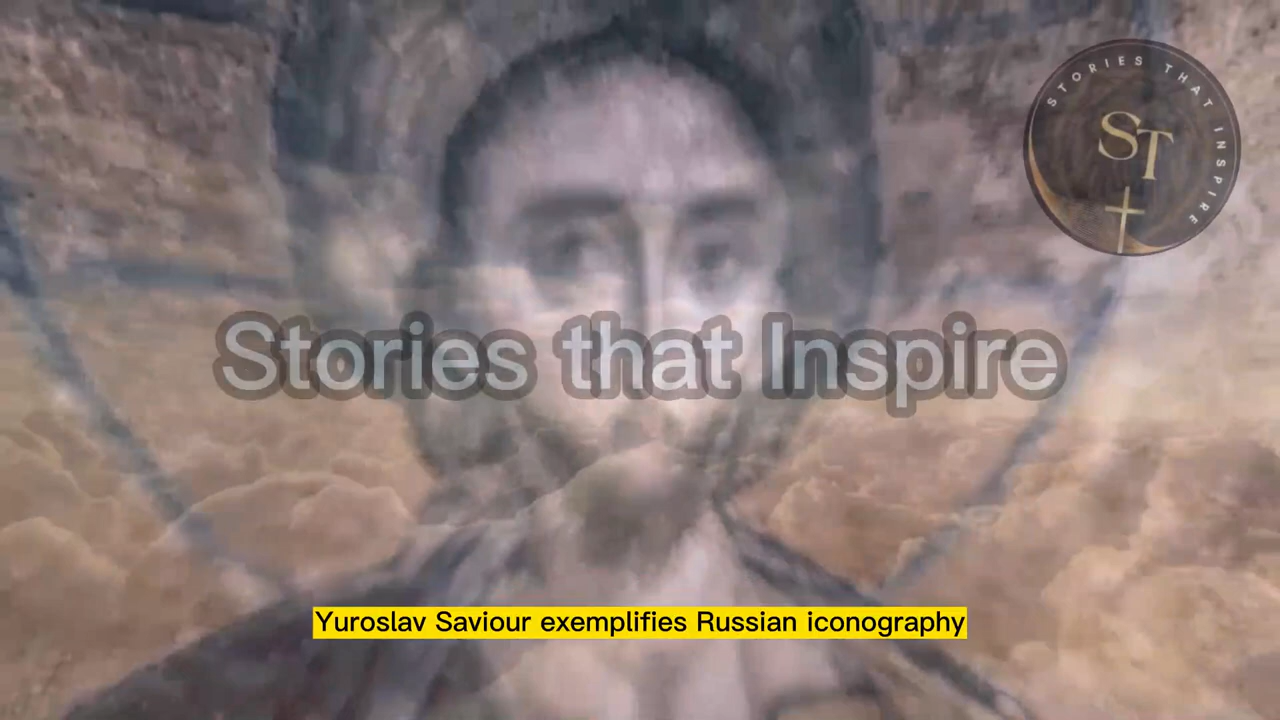 STORIES THAT INSPIRE
ST
Stories that Inspire
Yuroslav Saviour exemplifies Russian iconography